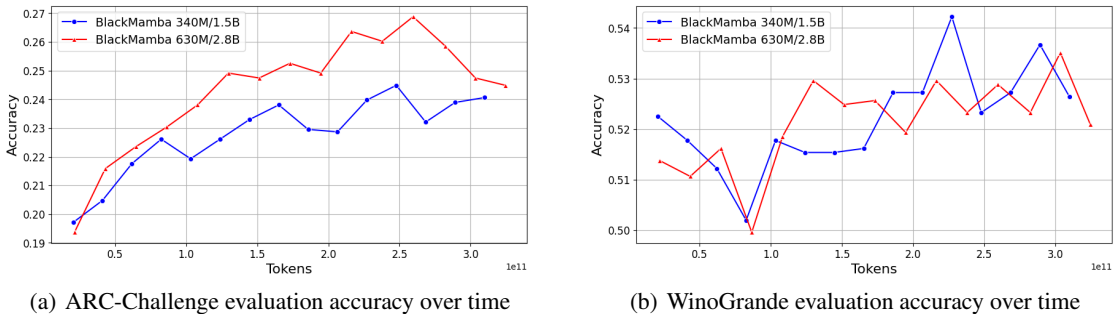 BlackMamba 340M/1.5B
BlackMamba 630M/2.8B
0.27
0.26
0.25
0.24
0.23
0.22
0.21
0.20
0.19
Accuracy
0.5 1.0 1.5 2.0 2.5 3.0
Tokens
1e11
(a) ARC-Challenge evaluation accuracy over time
BlackMamba 340M/1.5B
BlackMamba 630M/2.8B
0.54
0.53
0.52
0.51
0.50
Accuracy
0.5 1.0 1.5 2.0 2.5 3.0
Tokens
1e11
(b) WinoGrande evaluation accuracy over time